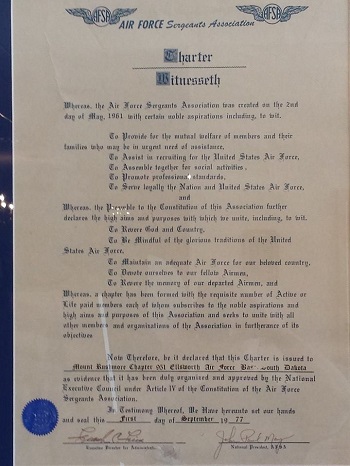 AFSA AIR FORCE Sergeants Association AFSA
Charter
Witnesseth
Whereas, the Air Force Sergeants Association was created on the 2nd
day of May, 1961 with certain noble aspirations including, to wit.
To Provide for the mutual welfare of members and their
families who may be in urgent need of assistance,
To Assist in recruiting for the United States Air Force,
To Assemble together for social activities,
To Promote professional standards,
To Serve loyally the Nation and United States Air Force,
and
Whereas, the Preamble to the Constitution of this Association further
declares the high aims and purposes with which we unite, including, to wit.
To Revere God and Country,
To Be Mindful of the glorious traditions of the United
States Air Force,
To Maintain an adequate Air Force for our beloved country,
To Devote ourselves to our fellow Airmen,
To Revere the memory of our departed Airmen, and
Whereas, a chapter has been formed with the requisite number of Active or
Life paid members each of whom subscribes to the noble aspirations and
high aims and purposes of this Association and seeks to unite with all
other members and organizations of the Association in furtherance of its
objectives
Now Therefore, be it declared that this Charter is issued to
Mount Rushmore Chapter 951 Ellsworth Air Force Base South Dakota
as evidence that it has been duly organized and approved by the National
Executive Council under Article IV of the Constitution of the Air Force
Sergeants Association.
In Testimony Whereof, We have hereunto set our hands
and seal this First day of September 19 77
Executive Director for Association
National President, AFSA